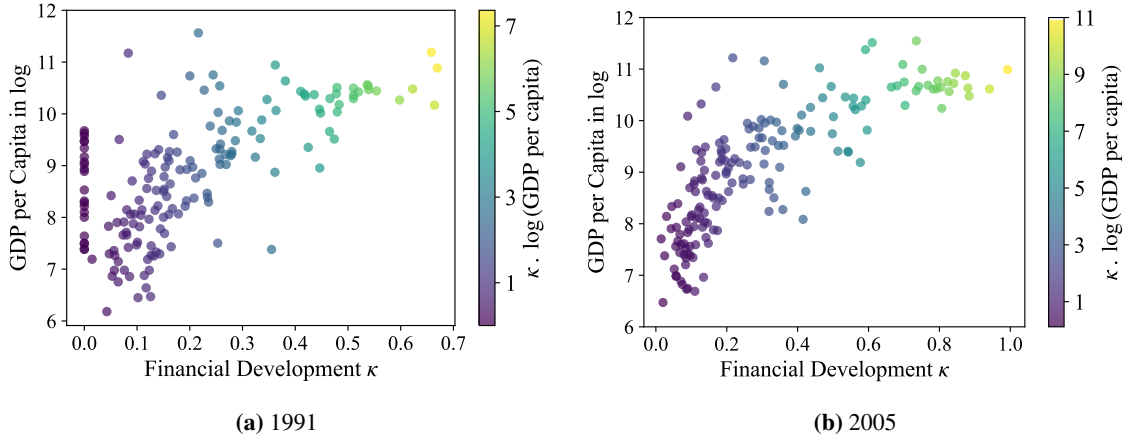 12
11
10
9
8
7
6
GDP per Capita in log
0.0 0.1 0.2 0.3 0.4 0.5 0.6 0.7
Financial Development κ
7
5
3
1
κ . log(GDP per capita)
(a) 1991
12
11
10
9
8
7
6
GDP per Capita in log
0.0 0.2 0.4 0.6 0.8 1.0
Financial Development κ
11
9
7
5
3
1
κ . log(GDP per capita)
(b) 2005